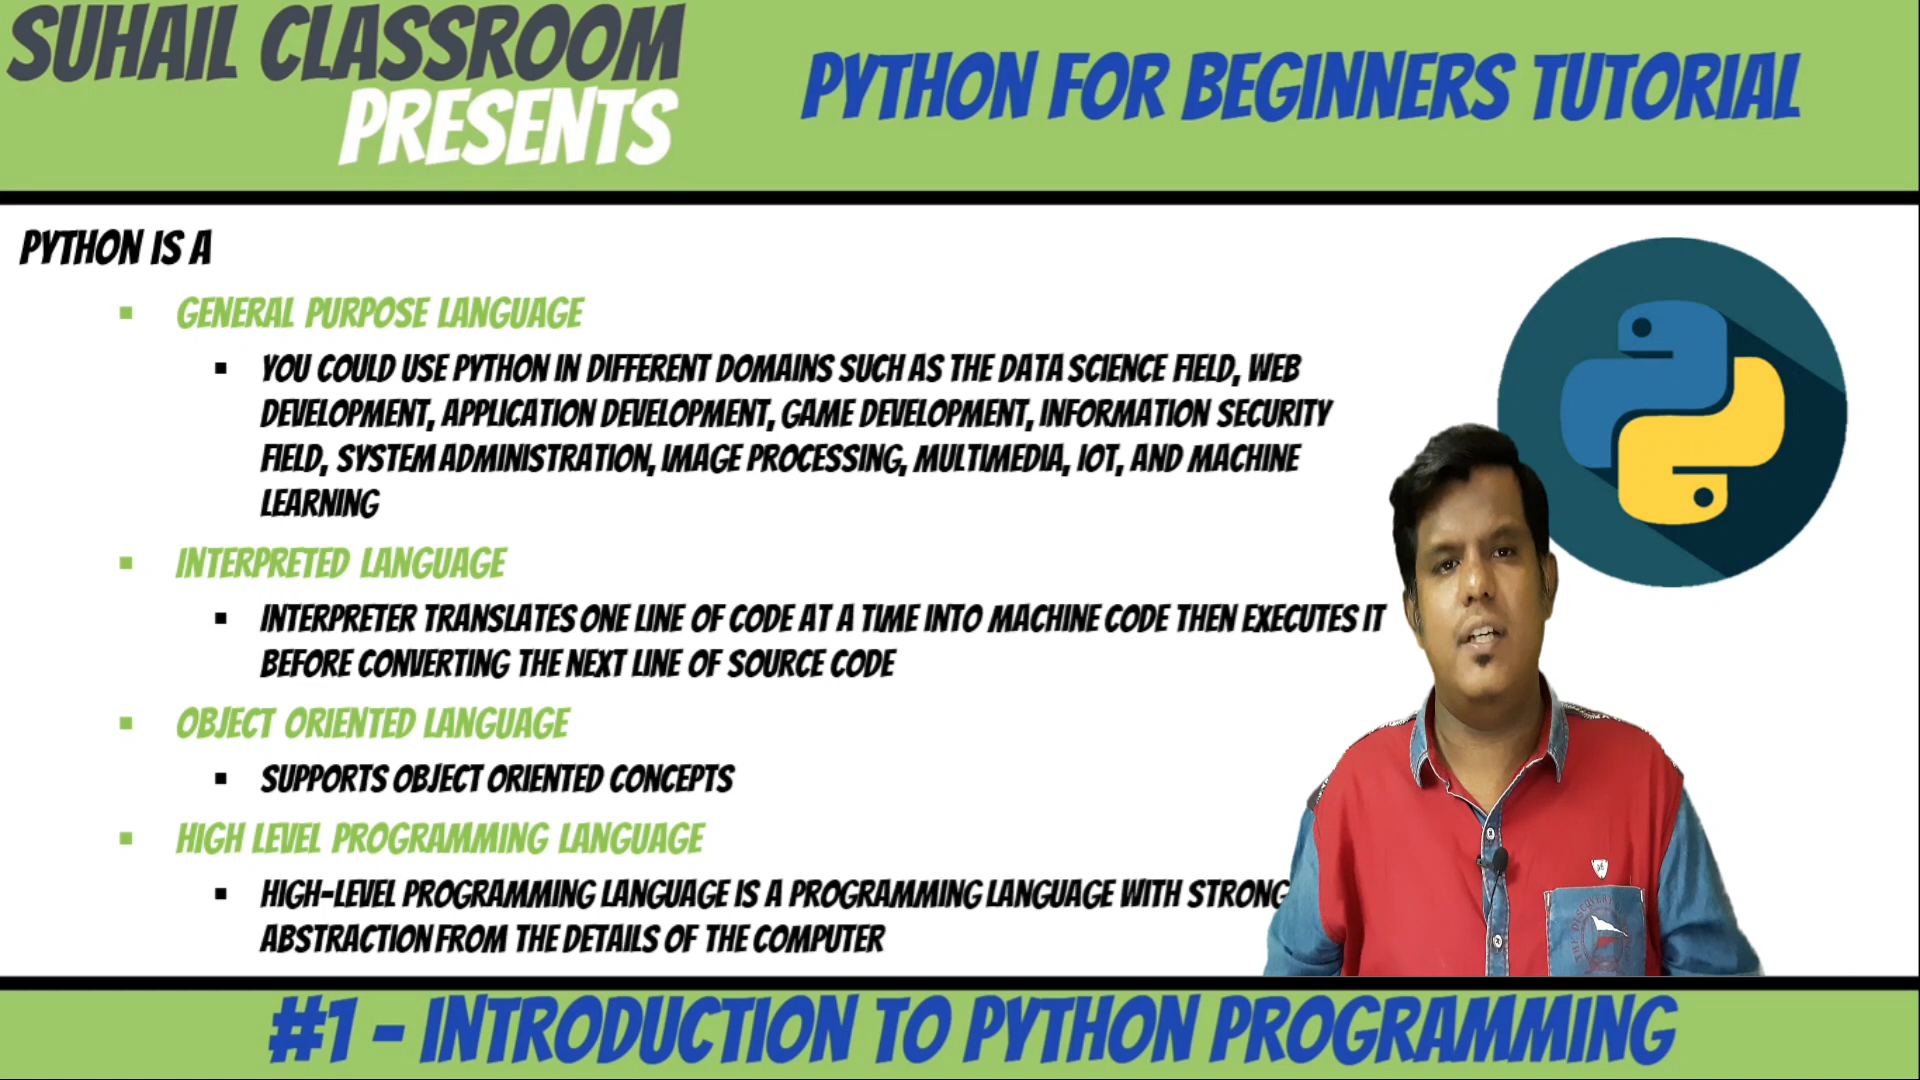 SUHAIL CLASSROOM
PRESENTS
PYTHON FOR BEGINNERS TUTORIAL
PYTHON IS A
▪ GENERAL PURPOSE LANGUAGE
▪ YOU COULD USE PYTHON IN DIFFERENT DOMAINS SUCH AS THE DATA SCIENCE FIELD, WEB
DEVELOPMENT, APPLICATION DEVELOPMENT, GAME DEVELOPMENT, INFORMATION SECURITY
FIELD, SYSTEM ADMINISTRATION, IMAGE PROCESSING, MULTIMEDIA, IOT, AND MACHINE
LEARNING
▪ INTERPRETED LANGUAGE
▪ INTERPRETER TRANSLATES ONE LINE OF CODE AT A TIME INTO MACHINE CODE THEN EXECUTES IT
BEFORE CONVERTING THE NEXT LINE OF SOURCE CODE
▪ OBJECT ORIENTED LANGUAGE
▪ SUPPORTS OBJECT ORIENTED CONCEPTS
▪ HIGH LEVEL PROGRAMMING LANGUAGE
▪ HIGH-LEVEL PROGRAMMING LANGUAGE IS A PROGRAMMING LANGUAGE WITH STRONG
ABSTRACTION FROM THE DETAILS OF THE COMPUTER
THE DISCOVERY
#1 - INTRODUCTION TO PYTHON PROGRAMMING